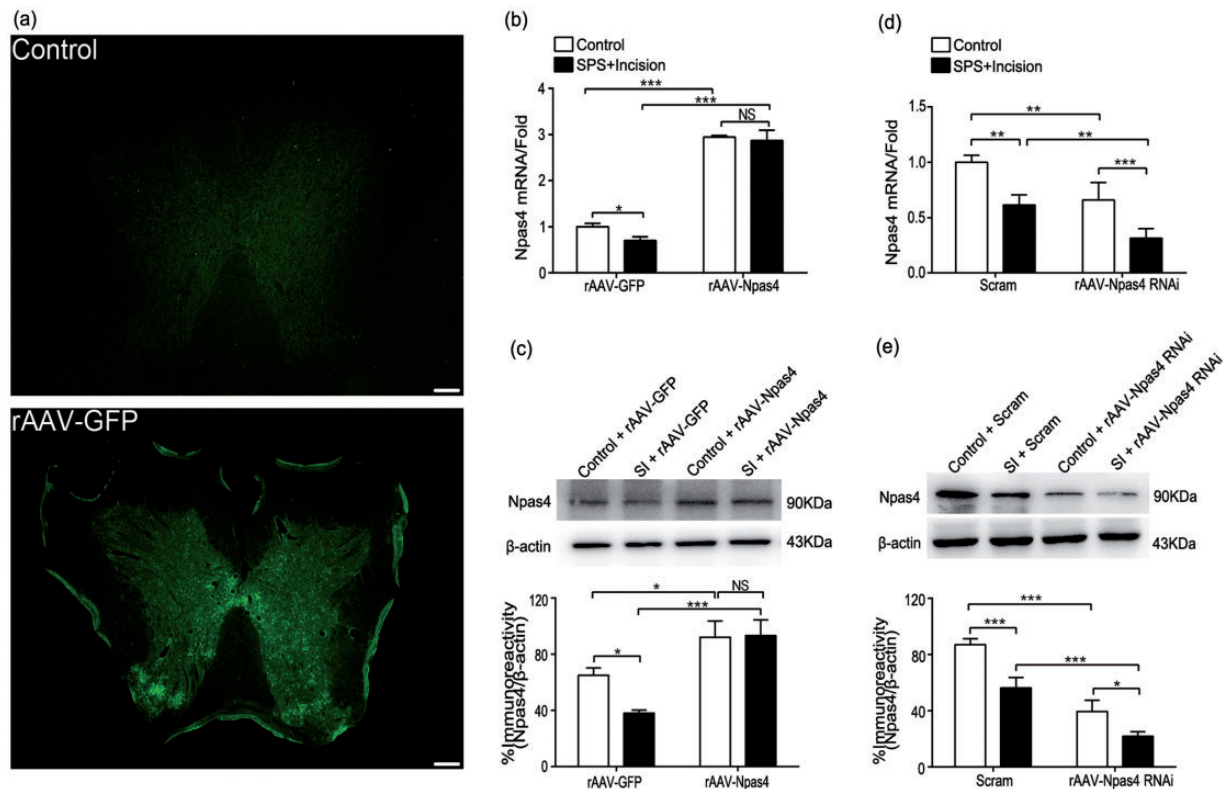 (a)
Control
rAAV-GFP
(b)
Control
SPS+Incision
***
***
NS
*
Npas4 mRNA/Fold
4
3
2
1
0
rAAV-GFP
rAAV-Npas4
(c)
Control + rAAV-GFP
SI + rAAV-GFP
Control + rAAV-Npas4
SI + rAAV-Npas4
Npas4
90KDa
β-actin
43KDa
*
NS
***
*
%Immunoreactivity
(Npas4/β-actin)
120
80
40
0
rAAV-GFP
rAAV-Npas4
(d)
Control
SPS+Incision
**
**
**
***
Npas4 mRNA/Fold
1.5
1.0
0.5
0.0
Scram
rAAV-Npas4 RNAi
(e)
Control + Scram
SI + Scram
Control + rAAV-Npas4 RNAi
SI + rAAV-Npas4 RNAi
Npas4
90KDa
β-actin
43KDa
***
***
***
*
%Immunoreactivity
(Npas4/β-actin)
120
80
40
0
Scram
rAAV-Npas4 RNAi